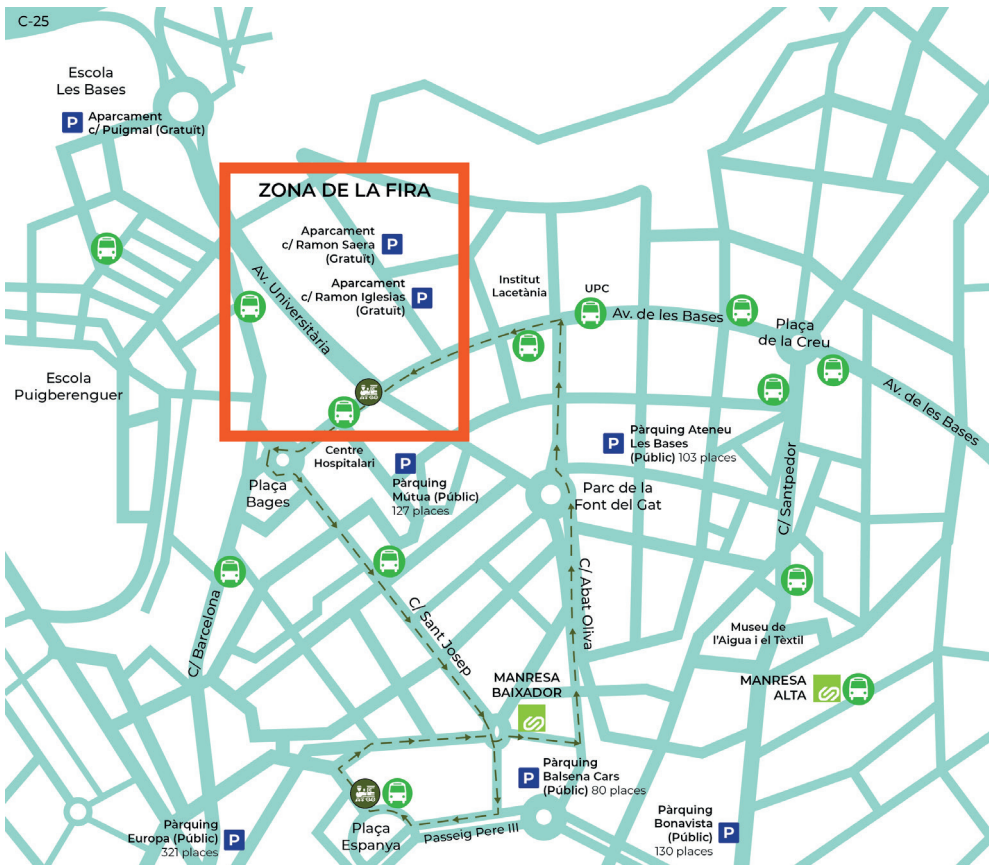 C-25
Escola
Les Bases
P
Aparcament
c/ Puigmal (Gratuït)
ZONA DE LA FIRA
Aparcament
c/ Ramon Saera
(Gratuït)
P
Aparcament
c/ Ramon Iglesias
(Gratuït)
P
Av. Universitària
Institut
Lacetània
UPC
Av. de les Bases
Plaça
de la Creu
Av. de les Bases
Escola
Puigberenguer
Centre
Hospitalari
Plaça
Bages
P
Pàrquing
Mútua (Públic)
127 places
P
Pàrquing Ateneu
Les Bases
(Públic) 103 places
Parc de la
Font del Gat
C/ Santpedor
C/ Barcelona
C/ Sant Josep
C/ Abat Oliva
Museu de
l'Aigua i el Tèxtil
MANRESA
BAIXADOR
MANRESA
ALTA
P
Pàrquing
Balsena Cars
(Públic) 80 places
Plaça
Espanya
Passeig Pere III
Pàrquing
Europa (Públic)
321 places
P
Pàrquing
Bonavista
(Públic)
130 places
P